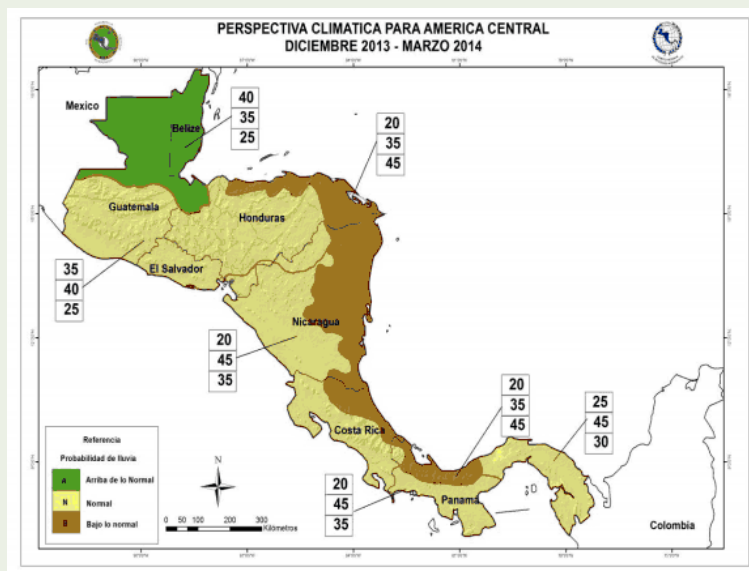 PERSPECTIVA CLIMATICA PARA AMERICA CENTRAL
DICIEMBRE 2013 - MARZO 2014
Mexico
Belize
40
35
25
20
35
45
Guatemala
Honduras
El Salvador
35
40
25
Nicaragua
20
45
35
20
35
45
25
45
30
Costa Rica
20
45
35
Panamá
Colombia
Referencia
Probabilidad de lluvia
A Arriba de lo Normal
N Normal
B Bajo lo normal
N
0 50 100 200 300
Kilómetros